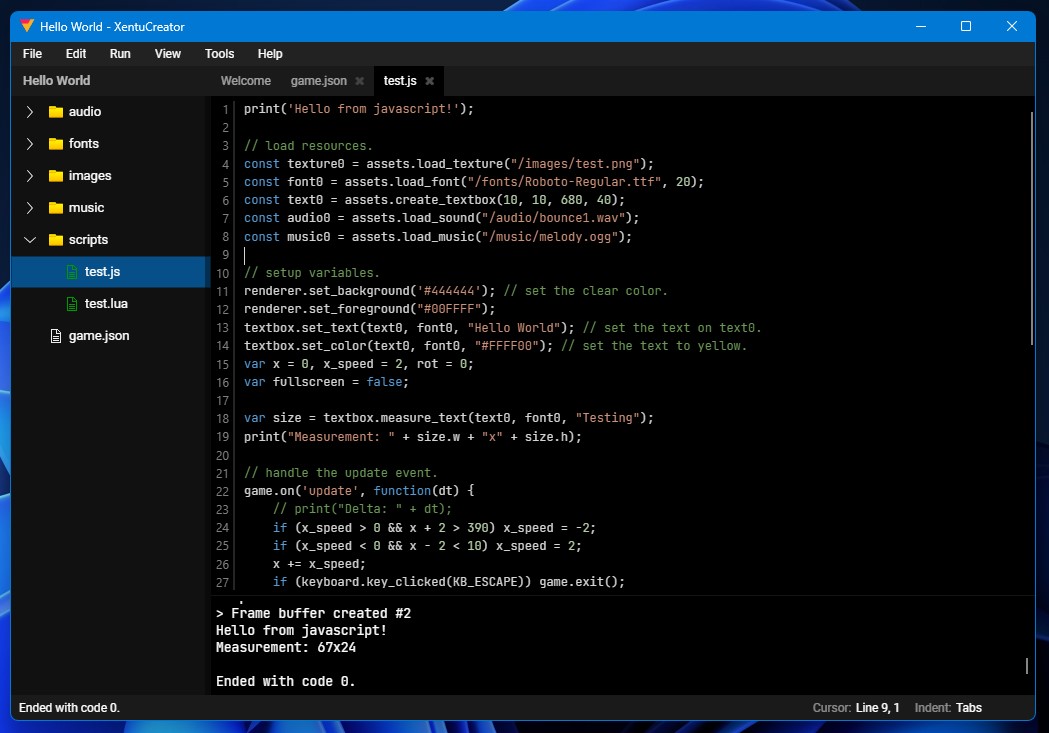 Hello World - XentuCreator
File Edit Run View Tools Help
Hello World
Welcome game.json test.js
audio
fonts
images
music
scripts
test.js
test.lua
game.json
1 print('Hello from javascript!');
2
3 // load resources.
4 const texture0 = assets.load_texture("/images/test.png");
5 const font0 = assets.load_font("/fonts/Roboto-Regular.ttf", 20);
6 const text0 = assets.create_textbox(10, 10, 680, 40);
7 const audio0 = assets.load_sound("/audio/bounce1.wav");
8 const music0 = assets.load_music("/music/melody.ogg");
9
10 // setup variables.
11 renderer.set_background('#444444'); // set the clear color.
12 renderer.set_foreground("#00FFFF");
13 textbox.set_text(text0, font0, "Hello World"); // set the text on text0.
14 textbox.set_color(text0, font0, "#FFFF00"); // set the text to yellow.
15 var x = 0, x_speed = 2, rot = 0;
16 var fullscreen = false;
17
18 var size = textbox.measure_text(text0, font0, "Testing");
19 print("Measurement: " + size.w + "x" + size.h);
20
21 // handle the update event.
22 game.on('update', function(dt) {
23 // print("Delta: " + dt);
24 if (x_speed > 0 && x + 2 > 390) x_speed = -2;
25 if (x_speed < 0 && x - 2 < 10) x_speed = 2;
26 x += x_speed;
27 if (keyboard.key_clicked(KB_ESCAPE)) game.exit();
> Frame buffer created #2
Hello from javascript!
Measurement: 67x24
Ended with code 0.
Ended with code 0. Cursor: Line 9, 1 Indent: Tabs